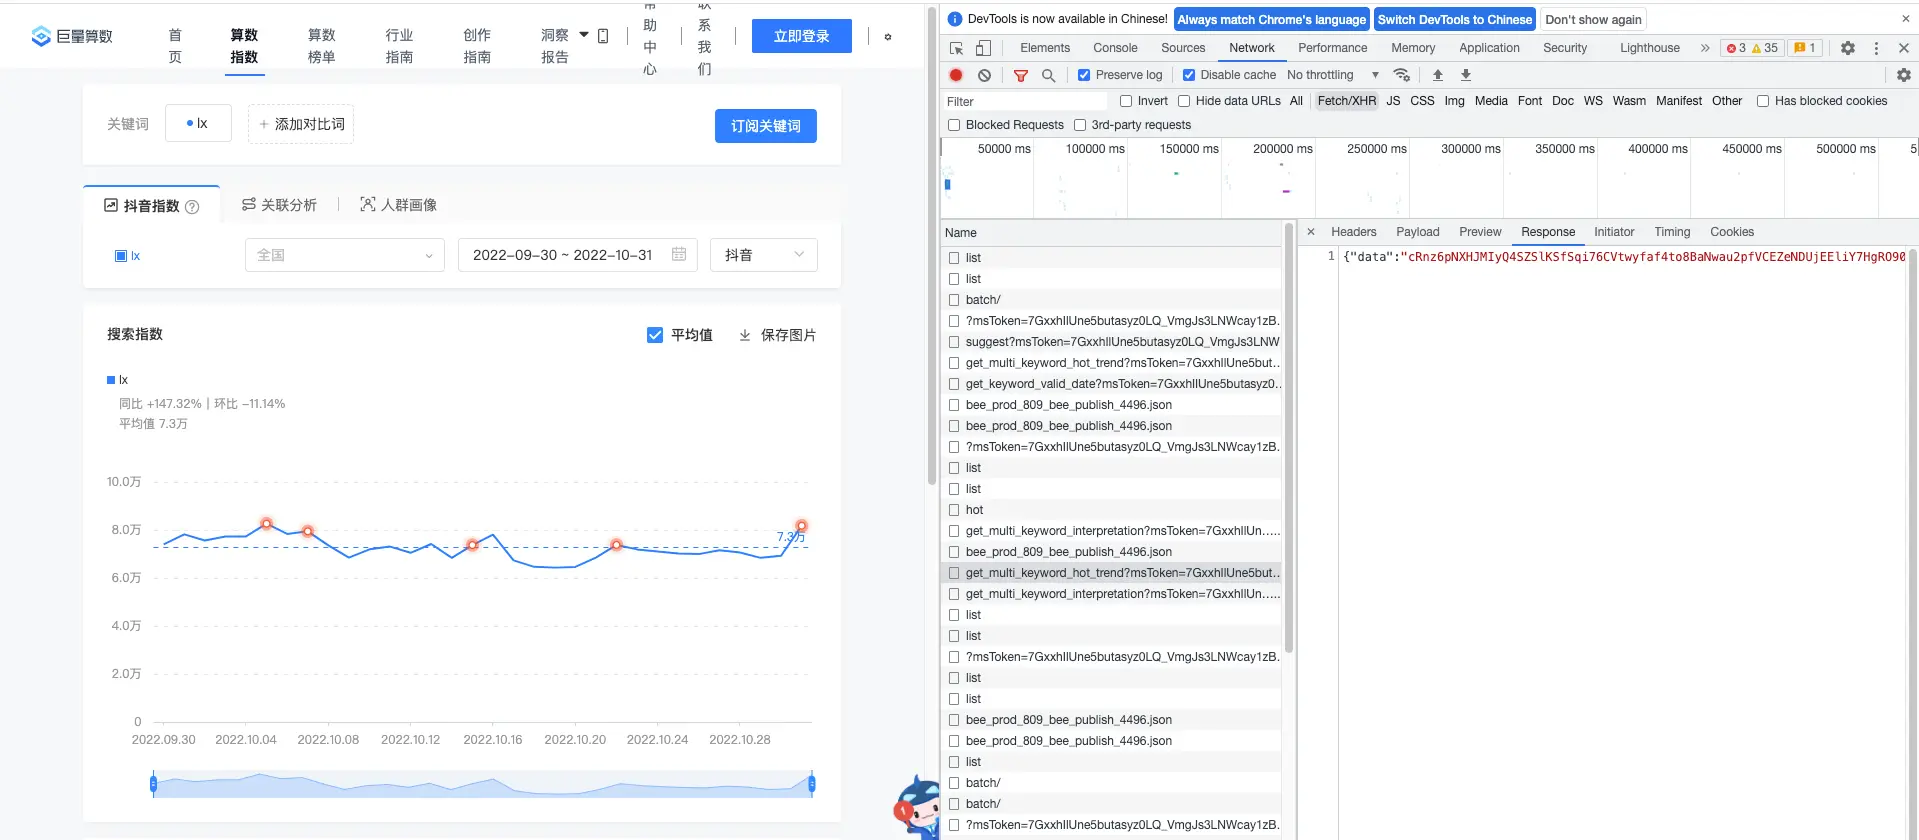 巨量算数
首页
算数指数
算数榜单
行业指南
创作指南
洞察报告
帮助中心
联系我们
立即登录
关键词
lx
+ 添加对比词
订阅关键词
抖音指数
关联分析
人群画像
lx
全国
2022-09-30 ~ 2022-10-31
抖音
搜索指数
平均值
保存图片
lx
同比 +147.32% | 环比 -11.14%
平均值 7.3万
10.0万
8.0万
7.3万
6.0万
4.0万
2.0万
0
2022.09.30 2022.10.04 2022.10.08 2022.10.12 2022.10.16 2022.10.20 2022.10.24 2022.10.28
1
DevTools is now available in Chinese! Always match Chrome's language Switch DevTools to Chinese Don't show again
Elements Console Sources Network Performance Memory Application Security Lighthouse » 3 35 1
Preserve log Disable cache No throttling
Filter Invert Hide data URLs All Fetch/XHR JS CSS Img Media Font Doc WS Wasm Manifest Other Has blocked cookies
Blocked Requests 3rd-party requests
50000 ms 100000 ms 150000 ms 200000 ms 250000 ms 300000 ms 350000 ms 400000 ms 450000 ms 500000 ms 5
Name
list
list
batch/
?msToken=7GxxhIlUne5butasyz0LQ_VmgJs3LNWcay1zB.
suggest?msToken=7GxxhIlUne5butasyz0LQ_VmgJs3LNW
get_multi_keyword_hot_trend?msToken=7GxxhIlUne5but...
get_keyword_valid_date?msToken=7GxxhIlUne5butasyz0..
bee_prod_809_bee_publish_4496.json
bee_prod_809_bee_publish_4496.json
?msToken=7GxxhIlUne5butasyz0LQ_VmgJs3LNWcay1zB.
list
list
hot
get_multi_keyword_interpretation?msToken=7GxxhIlUn......
bee_prod_809_bee_publish_4496.json
get_multi_keyword_hot_trend?msToken=7GxxhIlUne5but...
get_multi_keyword_interpretation?msToken=7GxxhIlUn......
list
list
?msToken=7GxxhIlUne5butasyz0LQ_VmgJs3LNWcay1zB.
list
list
bee_prod_809_bee_publish_4496.json
bee_prod_809_bee_publish_4496.json
list
batch/
batch/
?msToken=7GxxhIlUne5butasyz0LQ_VmgJs3LNWcay1zB.
Headers Payload Preview Response Initiator Timing Cookies
1 {"data":"cRnz6pNXHJMIyQ4SZSlKSfSqi76CVtwyfaf4to8BaNwau2pfVCEZeNDUjEEliY7HgRO90